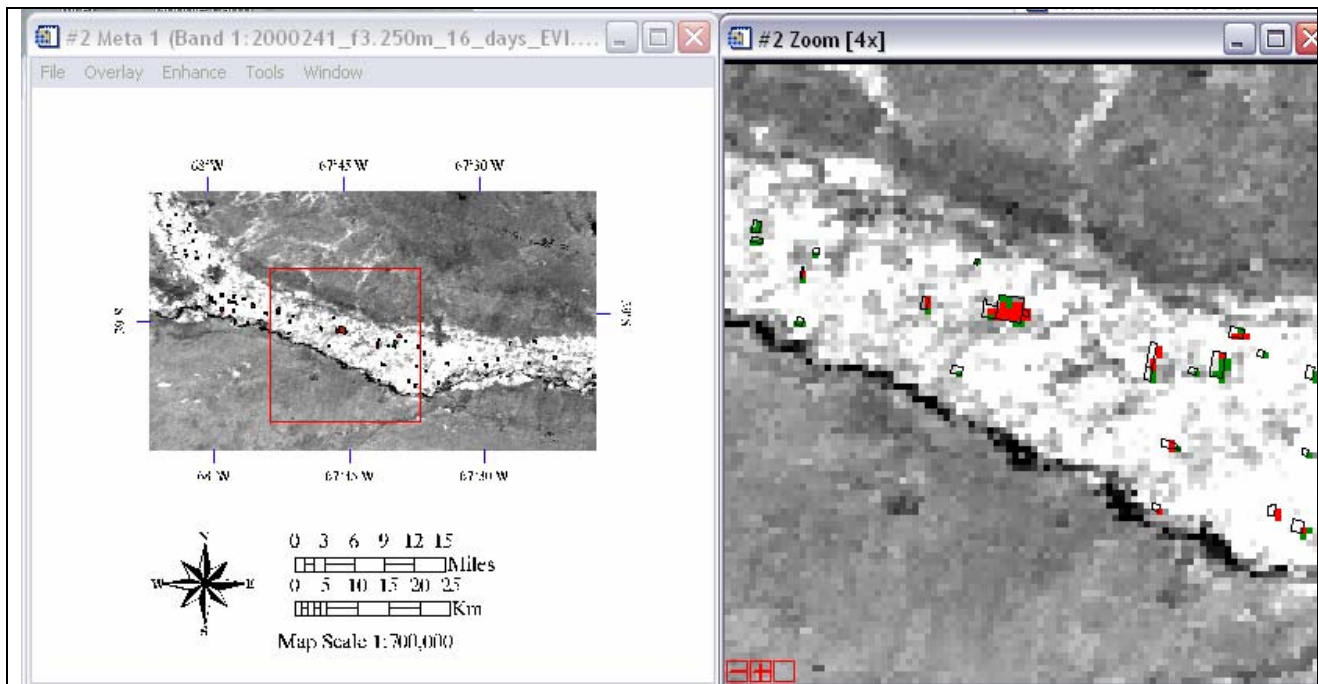 #2 Meta 1 (Band 1:2000241_f3.250m_16_days_EVI....
File Overlay Enhance Tools Window
68°W 67°45'W 67°30'W
68°W 67°45'W 67°30'W
N
W E
S
0 3 6 9 12 15
Miles
0 5 10 15 20 25
Km
Map Scale 1:700,000
#2 Zoom [4x]